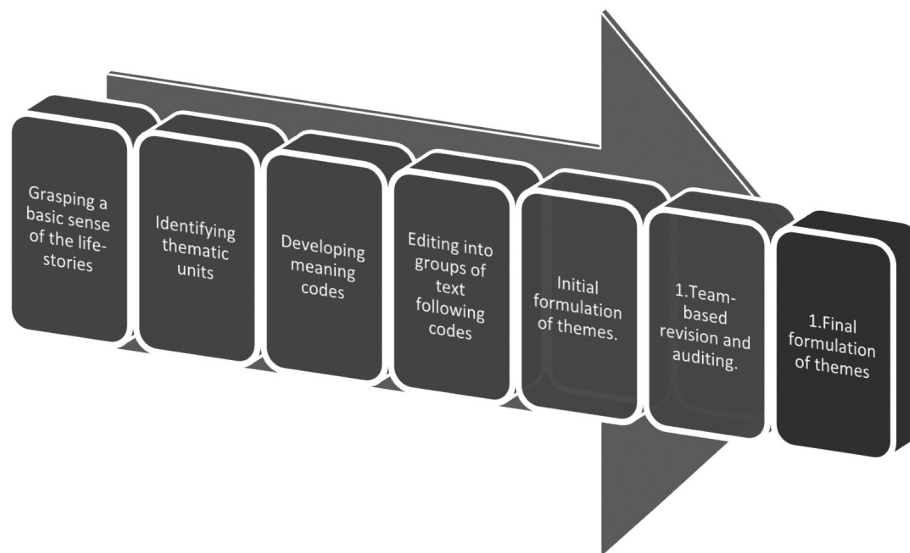 Grasping a
basic sense
of the life-
stories
Identifying
thematic
units
Developing
meaning
codes
Editing into
groups of
text
following
codes
Initial
formulation
of themes.
1.Team-
based
revision and
auditing.
1.Final
formulation
of themes